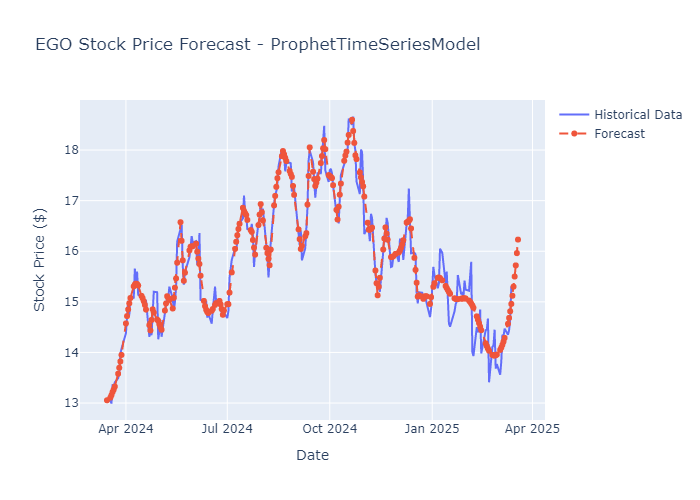 EGO Stock Price Forecast - ProphetTimeSeriesModel
Historical Data
Forecast
Stock Price ($)
18
17
16
15
14
13
Apr 2024
Jul 2024
Oct 2024
Jan 2025
Apr 2025
Date